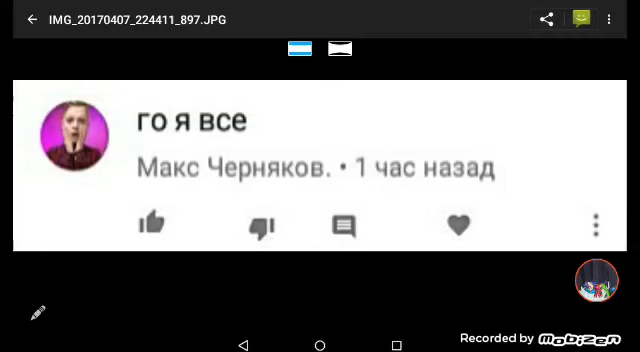 IMG_20170407_224411_897.JPG
го я все
Макс Черняков. • 1 час назад
Recorded by Mobizen